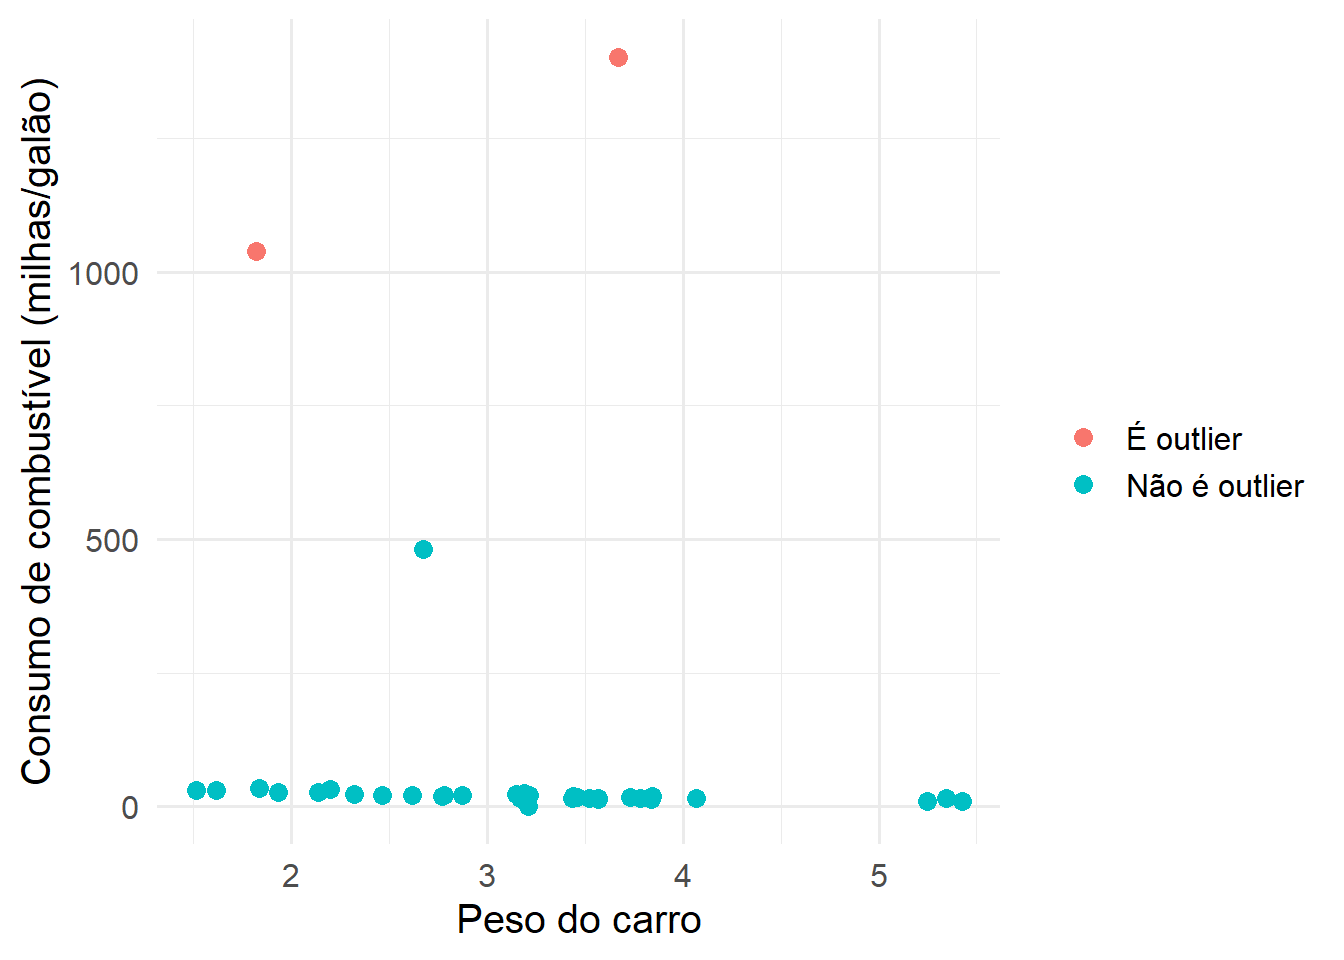 Consumo de combustível (milhas/galão)
1000
500
0
2 3 4 5
Peso do carro
É outlier
Não é outlier